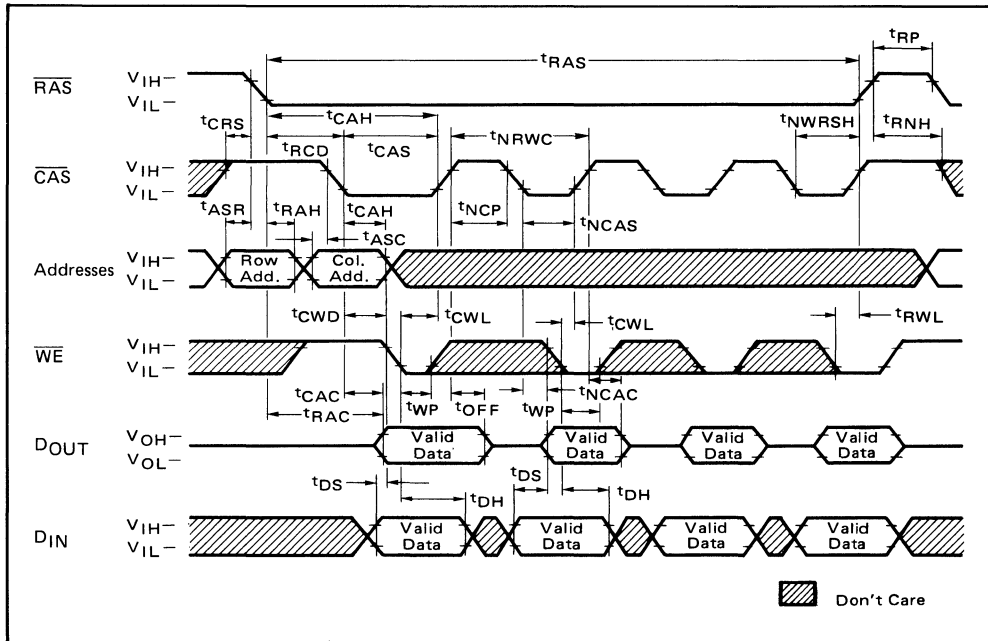 tRP
tRAS
RAS
VIH
VIL
tCRS
tCAH
tNRWC
tNWRSH
tRNH
tRCD
tCAS
CAS
VIH
VIL
tASR
tRAH
tCAH
tNCP
tNCAS
tASC
Addresses
VIH
VIL
Row Add.
Col. Add.
tCWD
tCWL
tCWL
tRWL
WE
VIH
VIL
tCAC
tRAC
tWP
tOFF
tWP
tNCAC
DOUT
VOH
VOL
Valid Data
Valid Data
Valid Data
Valid Data
tDS
tDH
tDS
tDH
DIN
VIH
VIL
Valid Data
Valid Data
Valid Data
Valid Data
Don't Care